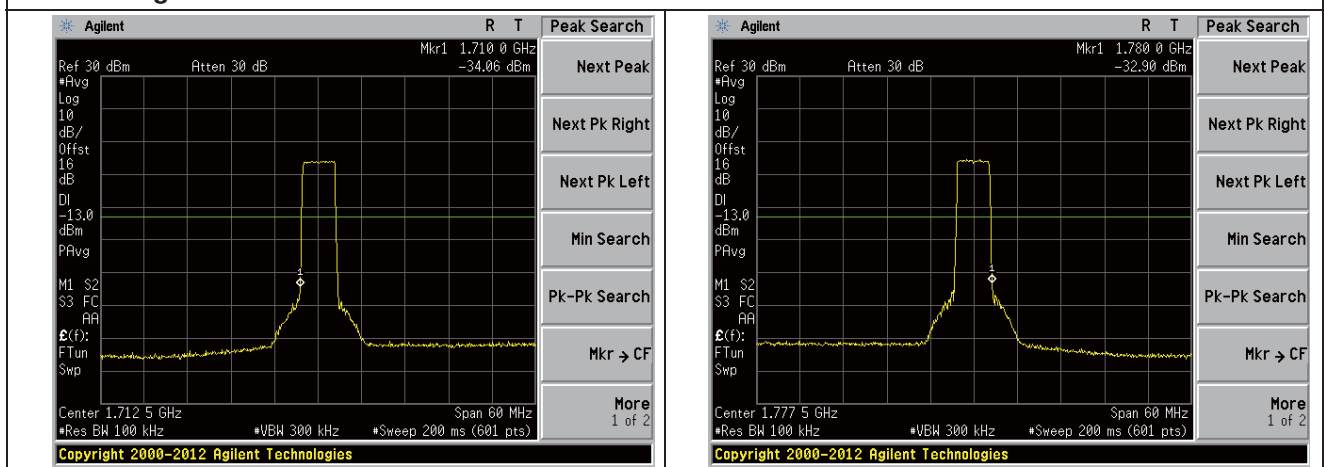 Agilent R T Peak Search
Mkr1 1.710 0 GHz
Ref 30 dBm Atten 30 dB -34.06 dBm
#Avg
Log
10
dB/
Offst
16
dB
DI
-13.0
dBm
PAvg
M1 S2
S3 FC
AA
£(f):
FTun
Swp
1
Center 1.712 5 GHz Span 60 MHz
#Res BW 100 kHz #VBW 300 kHz #Sweep 200 ms (601 pts)
Copyright 2000-2012 Agilent Technologies
Next Peak
Next Pk Right
Next Pk Left
Min Search
Pk-Pk Search
Mkr → CF
More
1 of 2
Agilent R T Peak Search
Mkr1 1.780 0 GHz
Ref 30 dBm Atten 30 dB -32.90 dBm
#Avg
Log
10
dB/
Offst
16
dB
DI
-13.0
dBm
PAvg
M1 S2
S3 FC
AA
£(f):
FTun
Swp
1
Center 1.777 5 GHz Span 60 MHz
#Res BW 100 kHz #VBW 300 kHz #Sweep 200 ms (601 pts)
Copyright 2000-2012 Agilent Technologies
Next Peak
Next Pk Right
Next Pk Left
Min Search
Pk-Pk Search
Mkr → CF
More
1 of 2